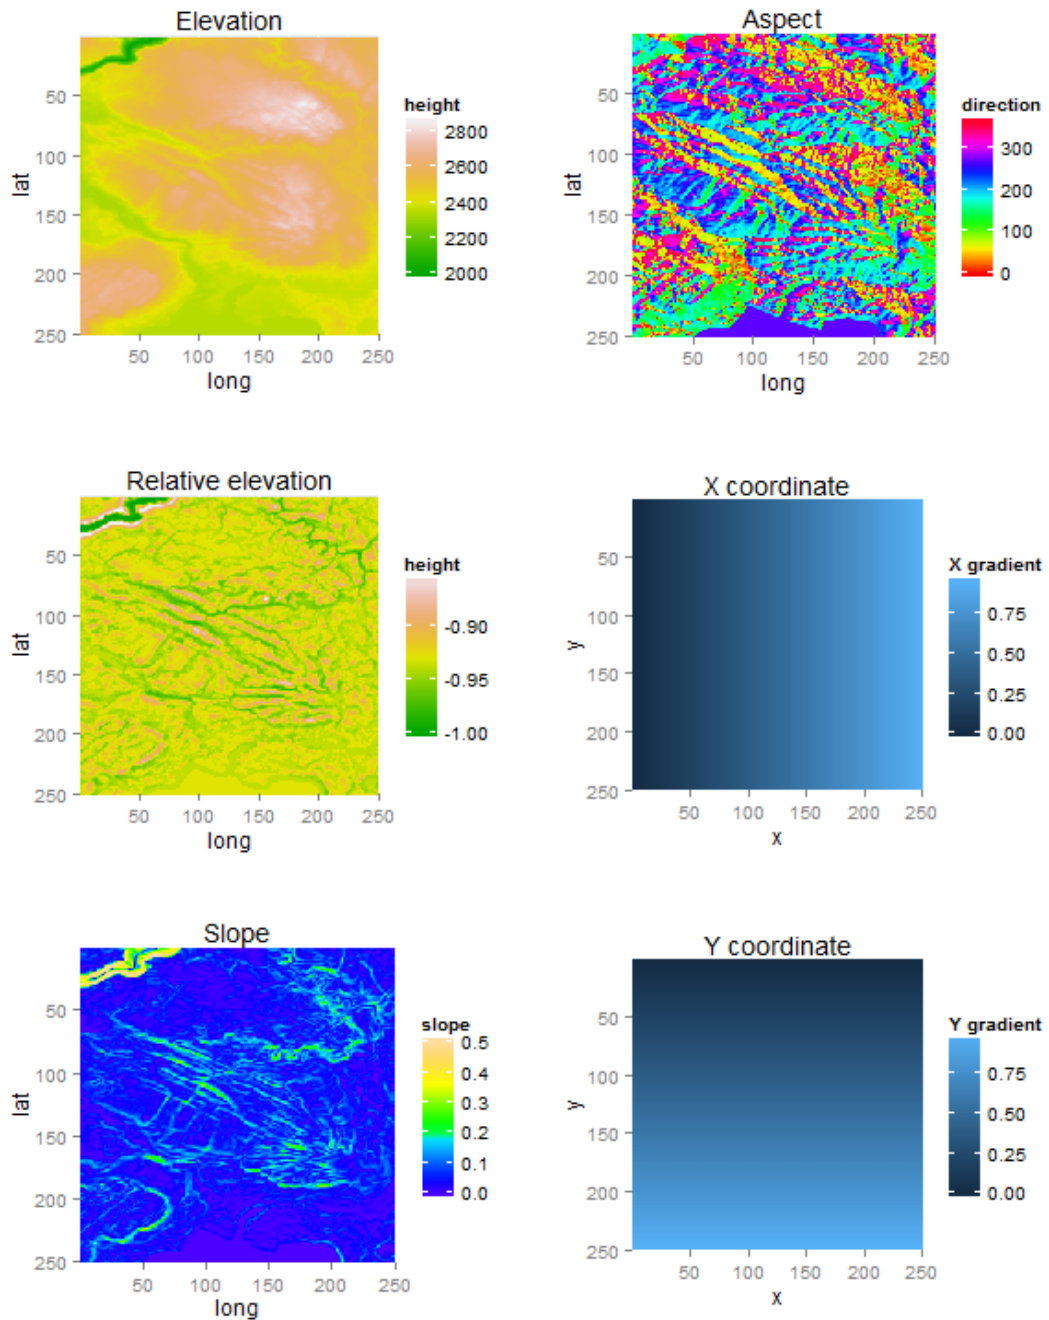 Elevation
50
100
150
200
250
lat
50 100 150 200 250
long
height
2800
2600
2400
2200
2000
Aspect
50
100
150
200
250
lat
50 100 150 200 250
long
direction
300
200
100
0
Relative elevation
50
100
150
200
250
lat
50 100 150 200 250
long
height
-0.90
-0.95
-1.00
X coordinate
50
100
150
200
250
y
50 100 150 200 250
x
X gradient
0.75
0.50
0.25
0.00
Slope
50
100
150
200
250
lat
50 100 150 200 250
long
slope
0.5
0.4
0.3
0.2
0.1
0.0
Y coordinate
50
100
150
200
250
y
50 100 150 200 250
x
Y gradient
0.75
0.50
0.25
0.00